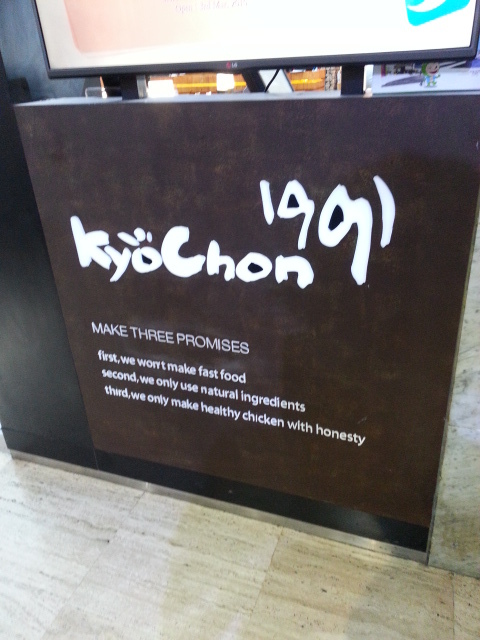 LG
1991
kyochon
MAKE THREE PROMISES
first, we won't make fast food
second, we only use natural ingredients
third, we only make healthy chicken with honesty